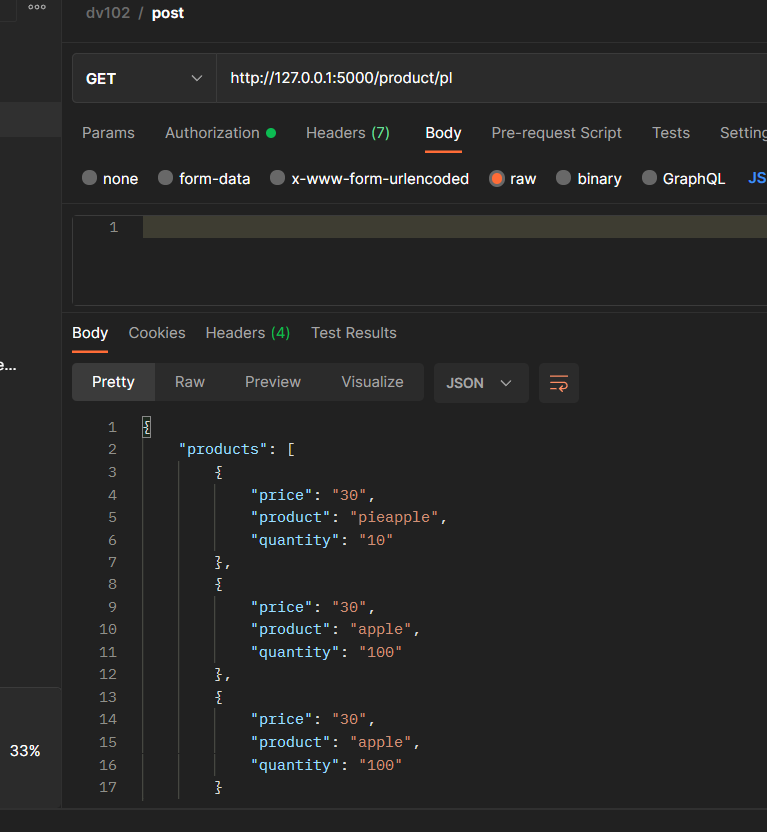 ooo
dv102 / post
GET http://127.0.0.1:5000/product/pl
Params Authorization Headers (7) Body Pre-request Script Tests Setting
none form-data x-www-form-urlencoded raw binary GraphQL JS
1
Body Cookies Headers (4) Test Results
e...
Pretty Raw Preview Visualize JSON
1 {
2 "products": [
3 {
4 "price": "30",
5 "product": "pieapple",
6 "quantity": "10"
7 },
8 {
9 "price": "30",
10 "product": "apple",
11 "quantity": "100"
12 },
13 {
14 "price": "30",
33%
15 "product": "apple",
16 "quantity": "100"
17 }